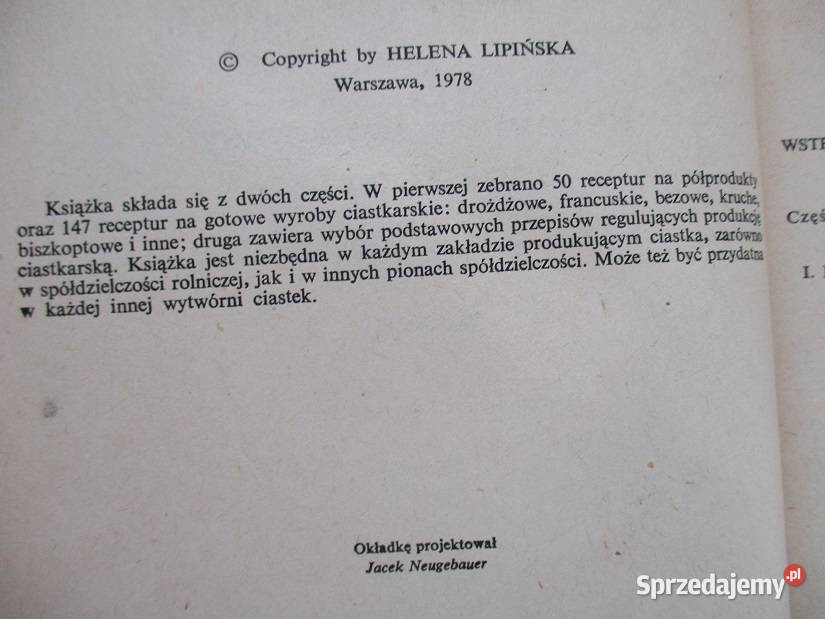 © Copyright by HELENA LIPIŃSKA
Warszawa, 1978
Książka składa się z dwóch części. W pierwszej zebrano 50 receptur na półprodukty
oraz 147 receptur na gotowe wyroby ciastkarskie: drożdżowe, francuskie, bezowe, kruche,
biszkoptowe i inne; druga zawiera wybór podstawowych przepisów regulujących produkcję
ciastkarską. Książka jest niezbędna w każdym zakładzie produkującym ciastka, zarówno
w spółdzielczości rolniczej, jak i w innych pionach spółdzielczości. Może też być przydatna
w każdej innej wytwórni ciastek.
Okładkę projektował
Jacek Neugebauer
WSTĘ
Częś
I.
Sprzedajemy.pl